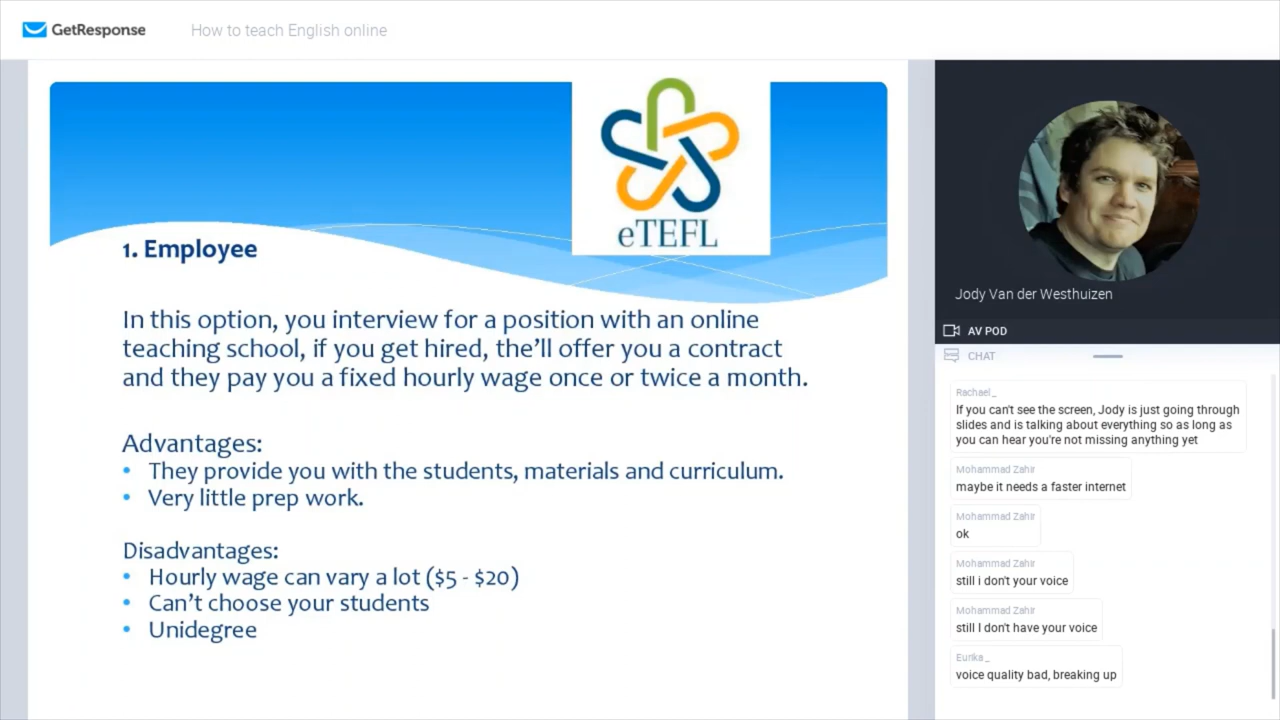 GetResponse
How to teach English online
eTEFL
1. Employee
In this option, you interview for a position with an online
teaching school, if you get hired, the'll offer you a contract
and they pay you a fixed hourly wage once or twice a month.
Advantages:
• They provide you with the students, materials and curriculum.
• Very little prep work.
Disadvantages:
• Hourly wage can vary a lot ($5 - $20)
• Can't choose your students
• Unidegree
Jody Van der Westhuizen
AV POD
CHAT
Rachael_
If you can't see the screen, Jody is just going through
slides and is talking about everything so as long as
you can hear you're not missing anything yet
Mohammad Zahir
maybe it needs a faster internet
Mohammad Zahir
ok
Mohammad Zahir
still i don't your voice
Mohammad Zahir
still I don't have your voice
Eurika_
voice quality bad, breaking up